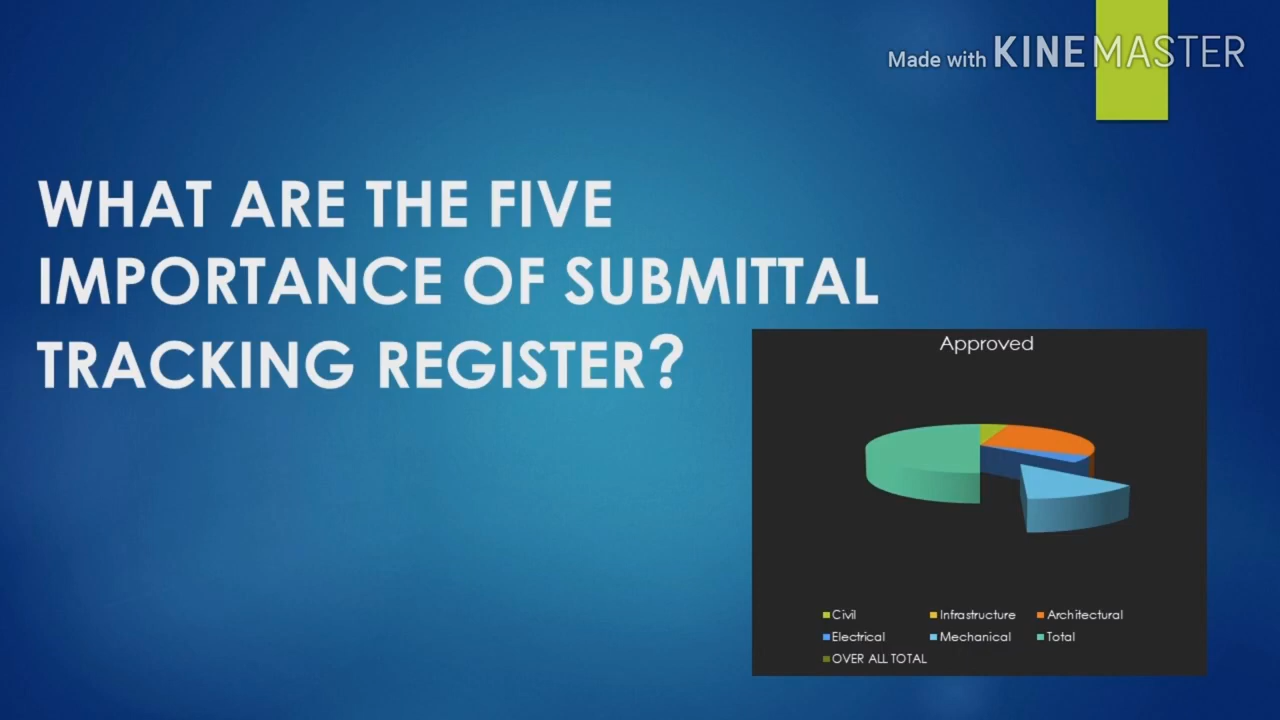 Made with KINEMASTER
WHAT ARE THE FIVE
IMPORTANCE OF SUBMITTAL
TRACKING REGISTER?
Approved
Civil Infrastructure Architectural
Electrical Mechanical Total
OVER ALL TOTAL